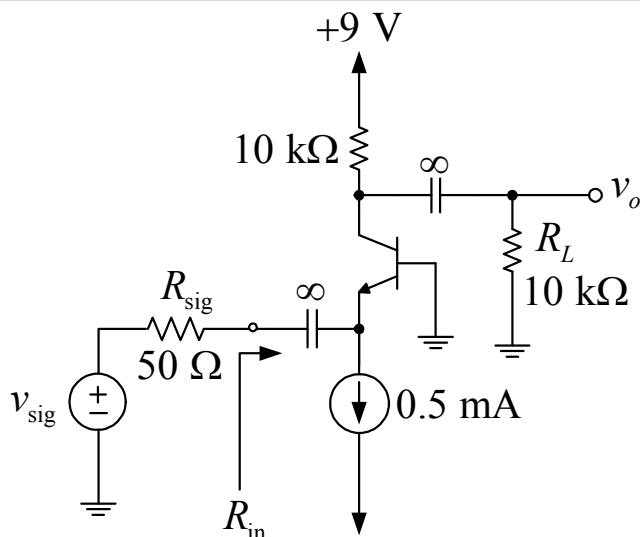 +9 V
10 kΩ
∞
v_o
R_L
10 kΩ
R_sig
∞
50 Ω
v_sig
+
−
0.5 mA
R_in